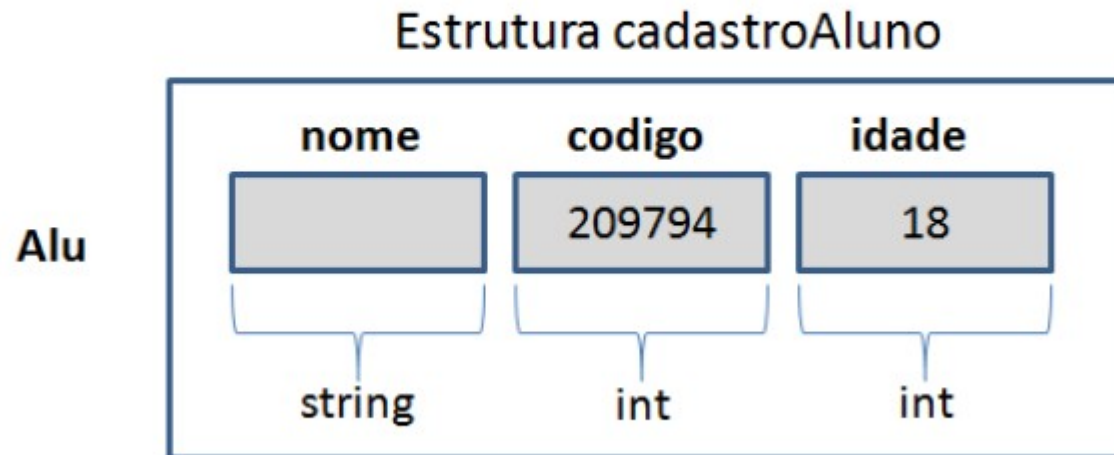 Estrutura cadastroAluno
nome codigo idade
Alu 209794 18
string int int